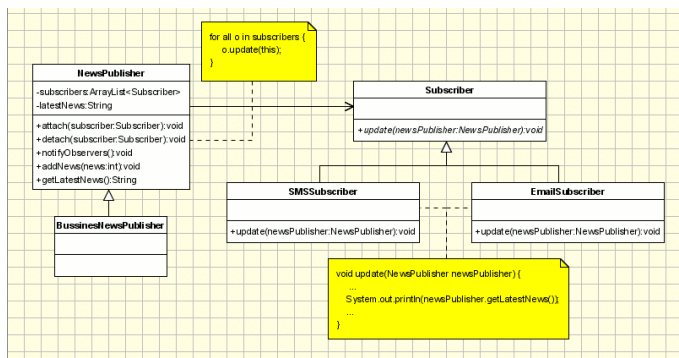 for all o in subscribers {
o.update(this);
}
NewsPublisher
-subscribers:ArrayList<Subscriber>
-latestNews:String
+attach(subscriber:Subscriber):void
+detach(subscriber:Subscriber):void
+notifyObservers():void
+addNews(news:int):void
+getLatestNews():String
Subscriber
+update(newsPublisher:NewsPublisher):void
BussinesNewsPublisher
SMSSubscriber
+update(newsPublisher:NewsPublisher):void
EmailSubscriber
+update(newsPublisher:NewsPublisher):void
void update(NewsPublisher newsPublisher) {
...
System.out.println(newsPublisher.getLatestNews());
...
}